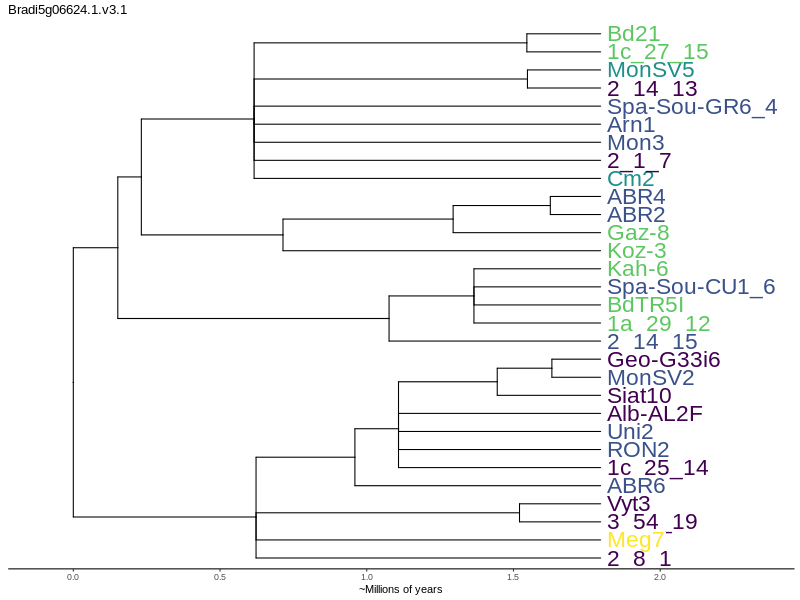 Bradi5g06624.1.v3.1
Bd21
1c_27_15
MonSV5
2_14_13
Spa-Sou-GR6_4
Arn1
Mon3
2_1_7
Cm2
ABR4
ABR2
Gaz-8
Koz-3
Kah-6
Spa-Sou-CU1_6
BdTR5I
1a_29_12
2_14_15
Geo-G33i6
MonSV2
Siat10
Alb-AL2F
Uni2
RON2
1c_25_14
ABR6
Vyt3
3_54_19
Meg7
2_8_1
0.0 0.5 1.0 1.5 2.0
~Millions of years